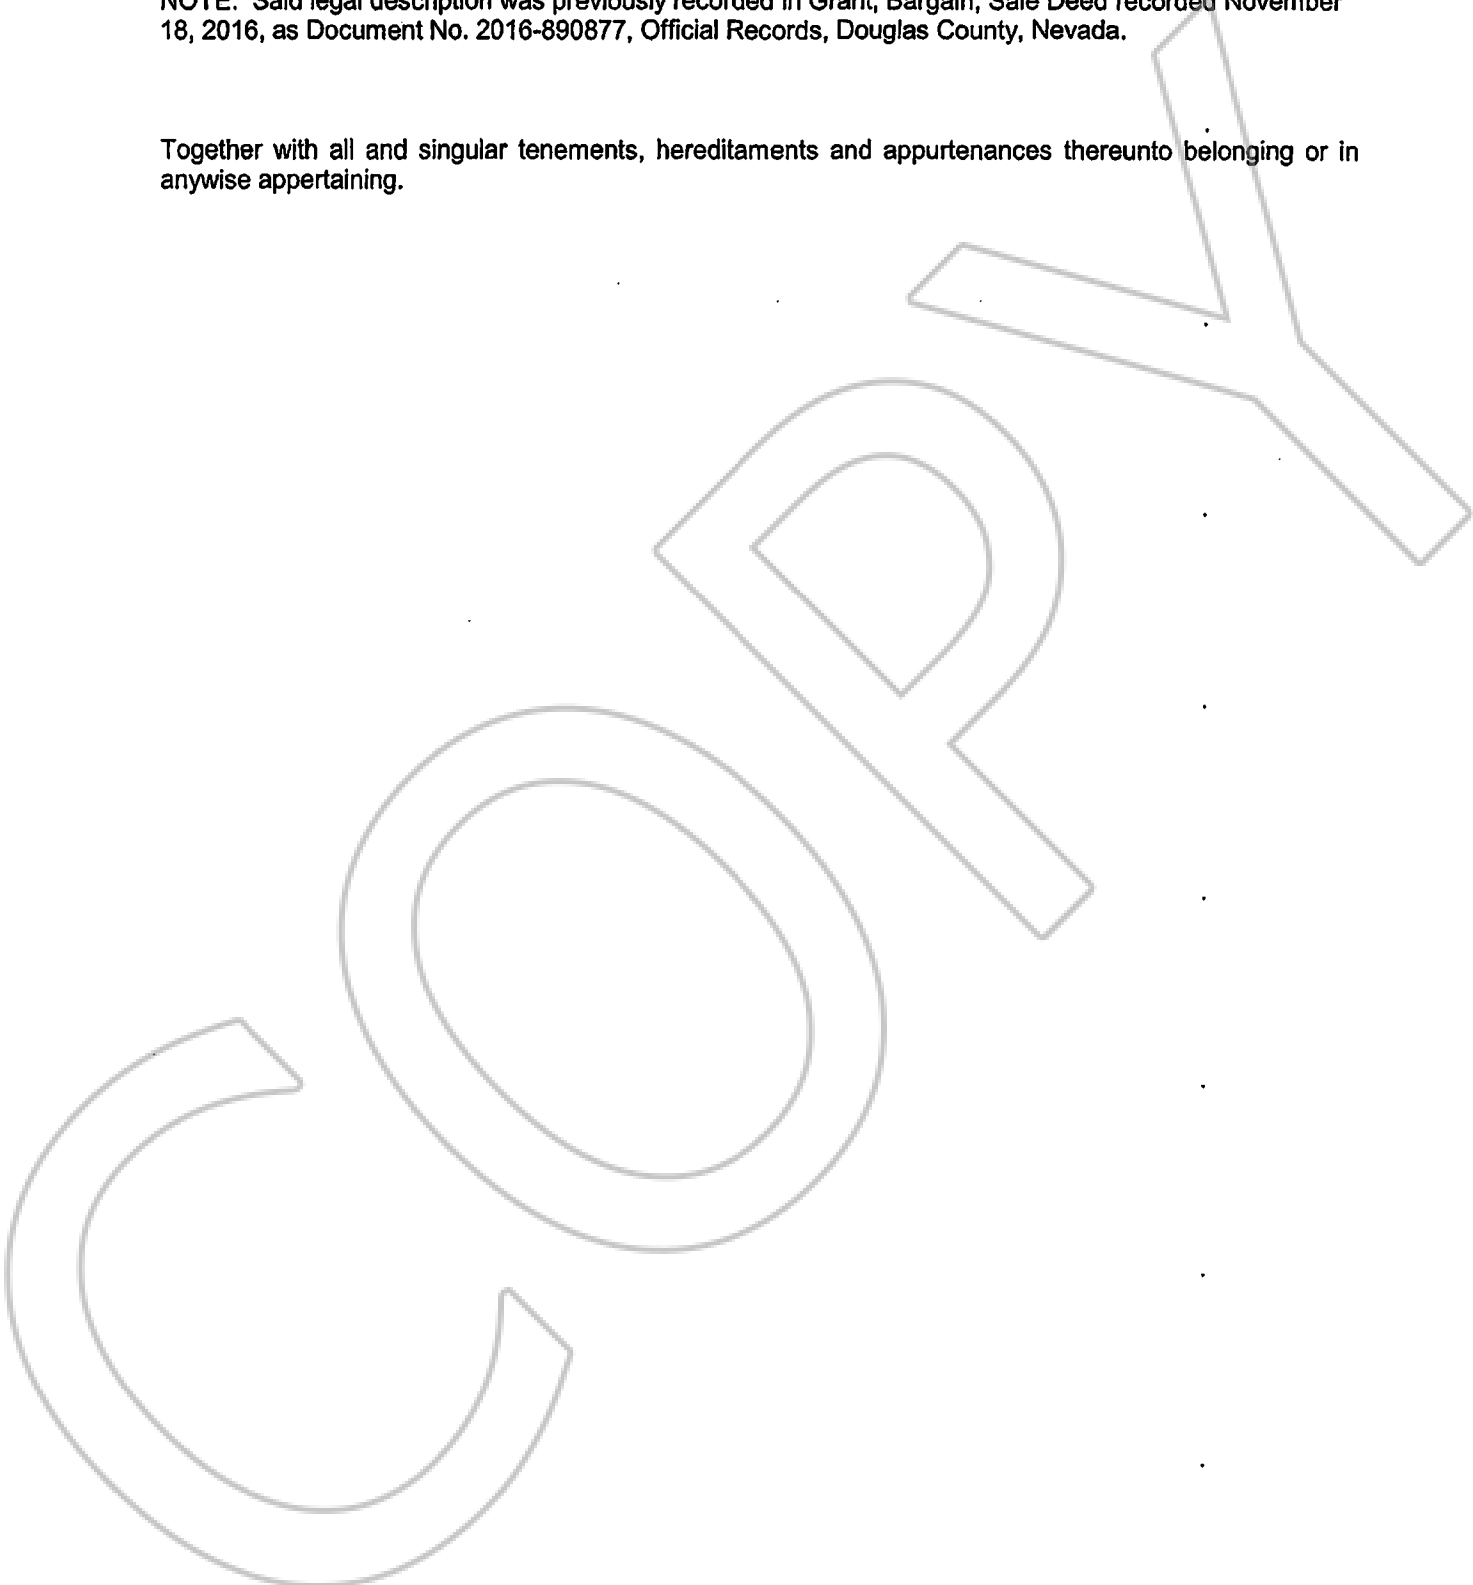 NOTE: Said legal description was previously recorded in Grant, Bargain, Sale Deed recorded November
18, 2016, as Document No. 2016-890877, Official Records, Douglas County, Nevada.
Together with all and singular tenements, hereditaments and appurtenances thereunto belonging or in
anywise appertaining.
COPY